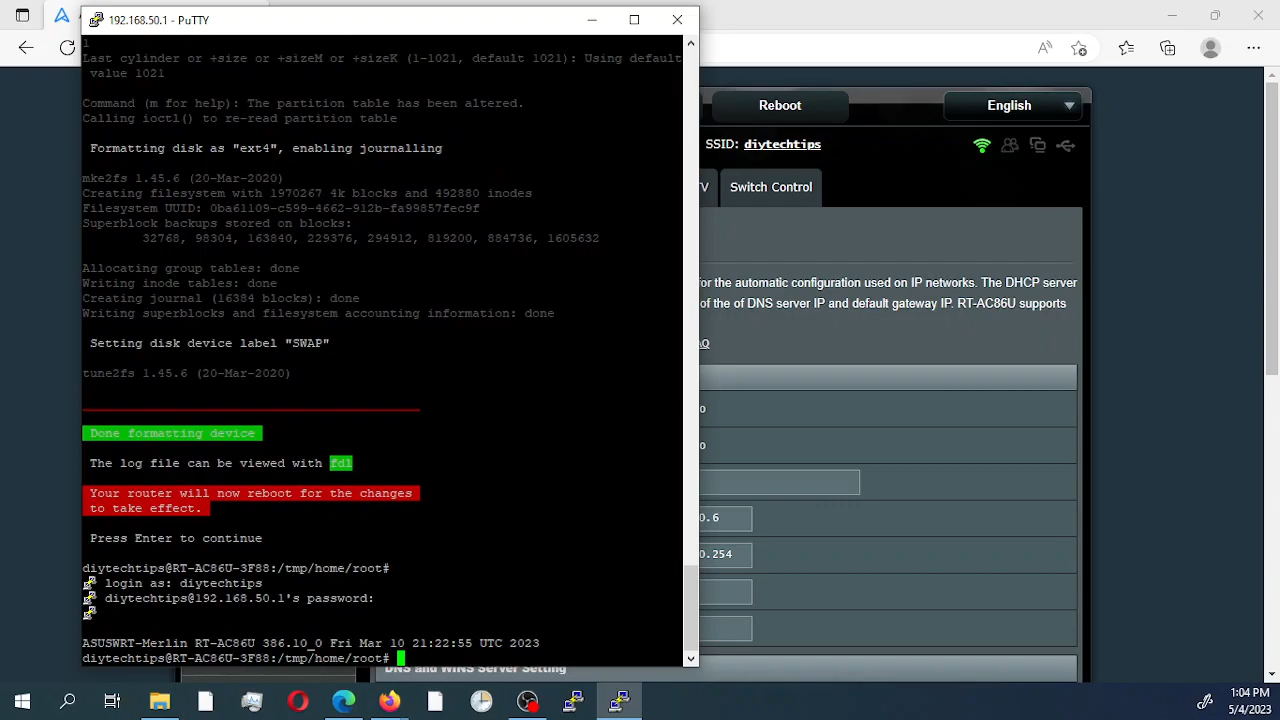 192.168.50.1 - PuTTY
1
Last cylinder or +size or +sizeM or +sizeK (1-1021, default 1021): Using default
value 1021
Command (m for help): The partition table has been altered.
Calling ioctl() to re-read partition table
Formatting disk as "ext4", enabling journalling
mke2fs 1.45.6 (20-Mar-2020)
Creating filesystem with 1970267 4k blocks and 492880 inodes
Filesystem UUID: 0ba61109-c599-4662-912b-fa99857fec9f
Superblock backups stored on blocks:
32768, 98304, 163840, 229376, 294912, 819200, 884736, 1605632
Allocating group tables: done
Writing inode tables: done
Creating journal (16384 blocks): done
Writing superblocks and filesystem accounting information: done
Setting disk device label "SWAP"
tune2fs 1.45.6 (20-Mar-2020)
Done formatting device
The log file can be viewed with fdl
Your router will now reboot for the changes
to take effect.
Press Enter to continue
diytechtips@RT-AC86U-3F88:/tmp/home/root#
login as: diytechtips
diytechtips@192.168.50.1's password:
ASUSWRT-Merlin RT-AC86U 386.10_0 Fri Mar 10 21:22:55 UTC 2023
diytechtips@RT-AC86U-3F88:/tmp/home/root#
Reboot
English
SSID: diytechtips
TV
Switch Control
for the automatic configuration used on IP networks. The DHCP server
of the of DNS server IP and default gateway IP. RT-AC86U supports
AQ
o
o
0.6
0.254
DNS and WINS Server Setting
1:04 PM
5/4/2023